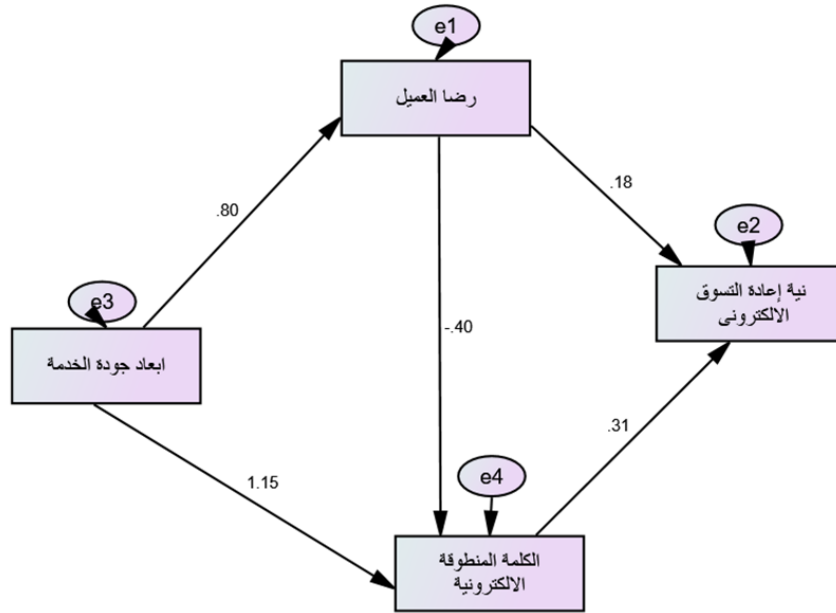 e1
رضا العميل
.80
.18
e2
نية إعادة التسوق
الالكترونى
e3
ابعاد جودة الخدمة
-.40
.31
1.15
e4
الكلمة المنطوقة
الالكترونية